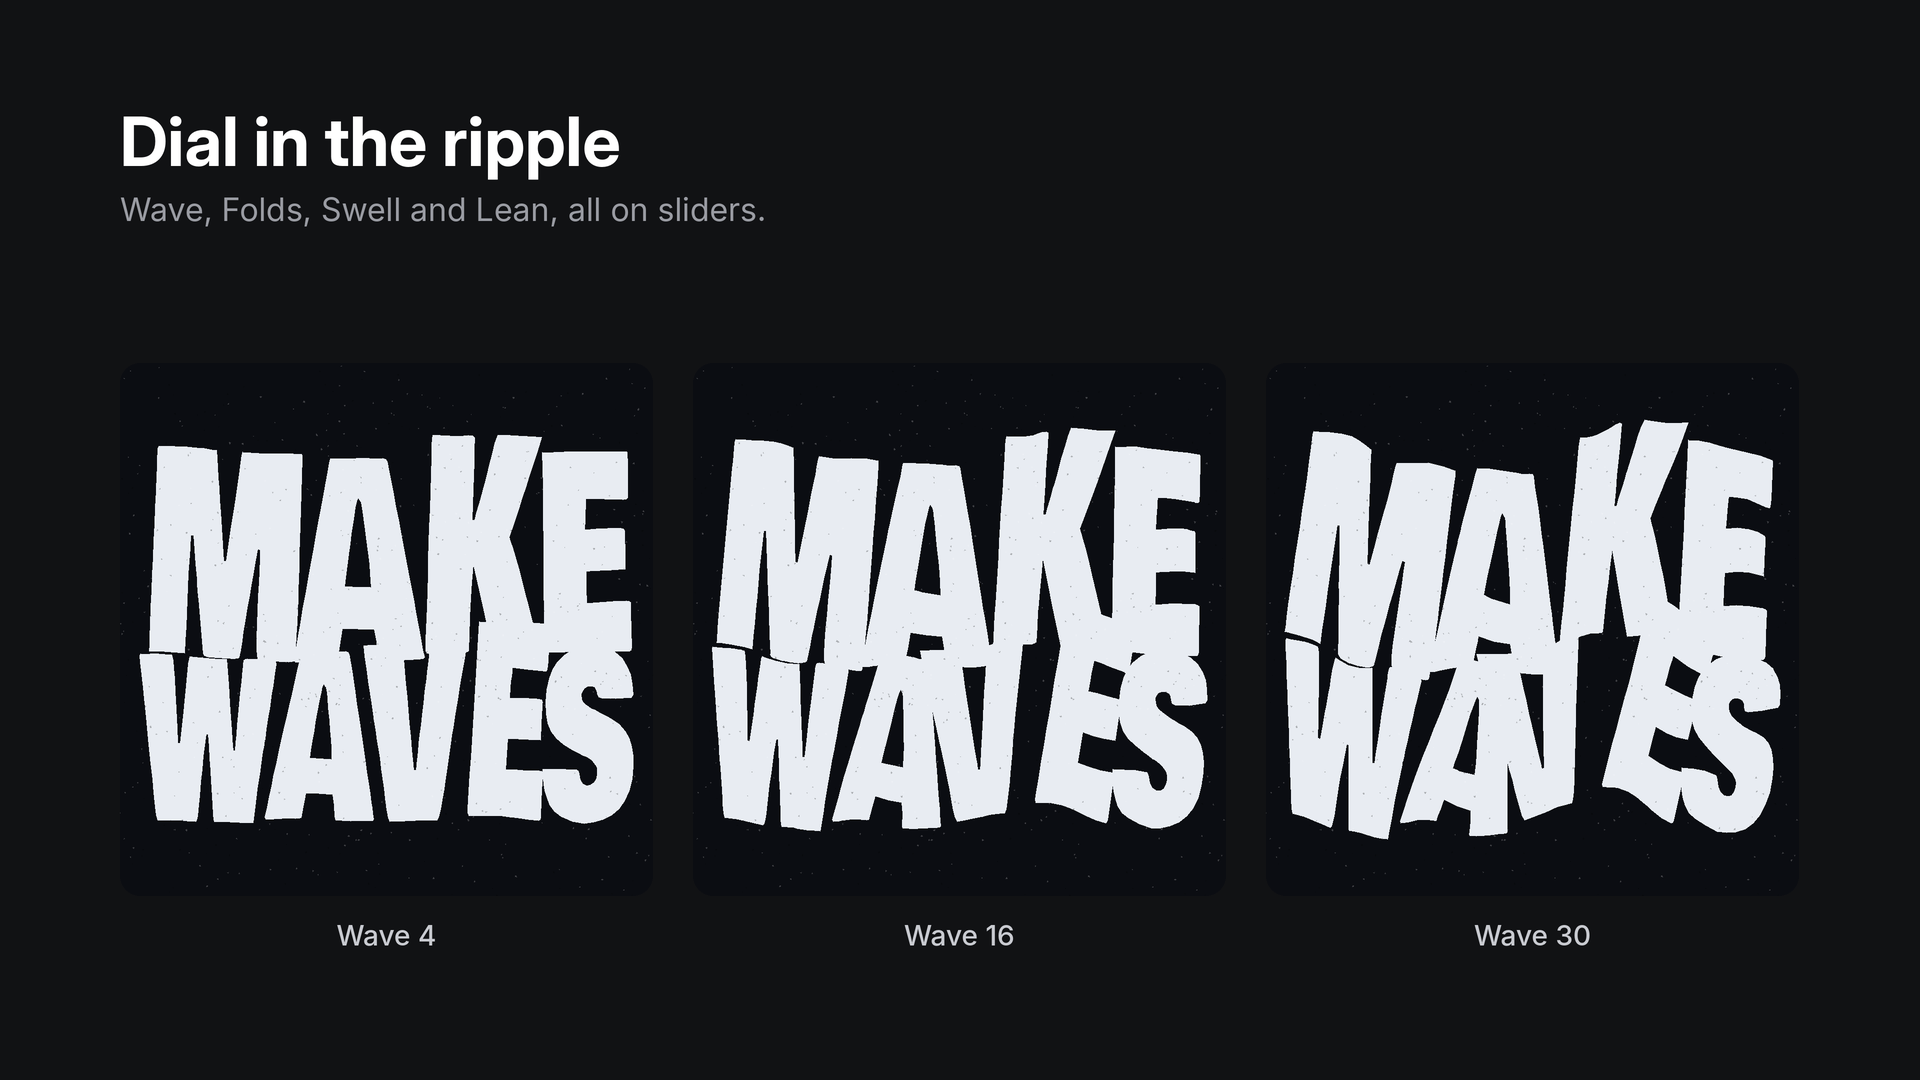 Dial in the ripple
Wave, Folds, Swell and Lean, all on sliders.
MAKE
WAVES
MAKE
WAVES
MAKE
WAVES
Wave 4
Wave 16
Wave 30